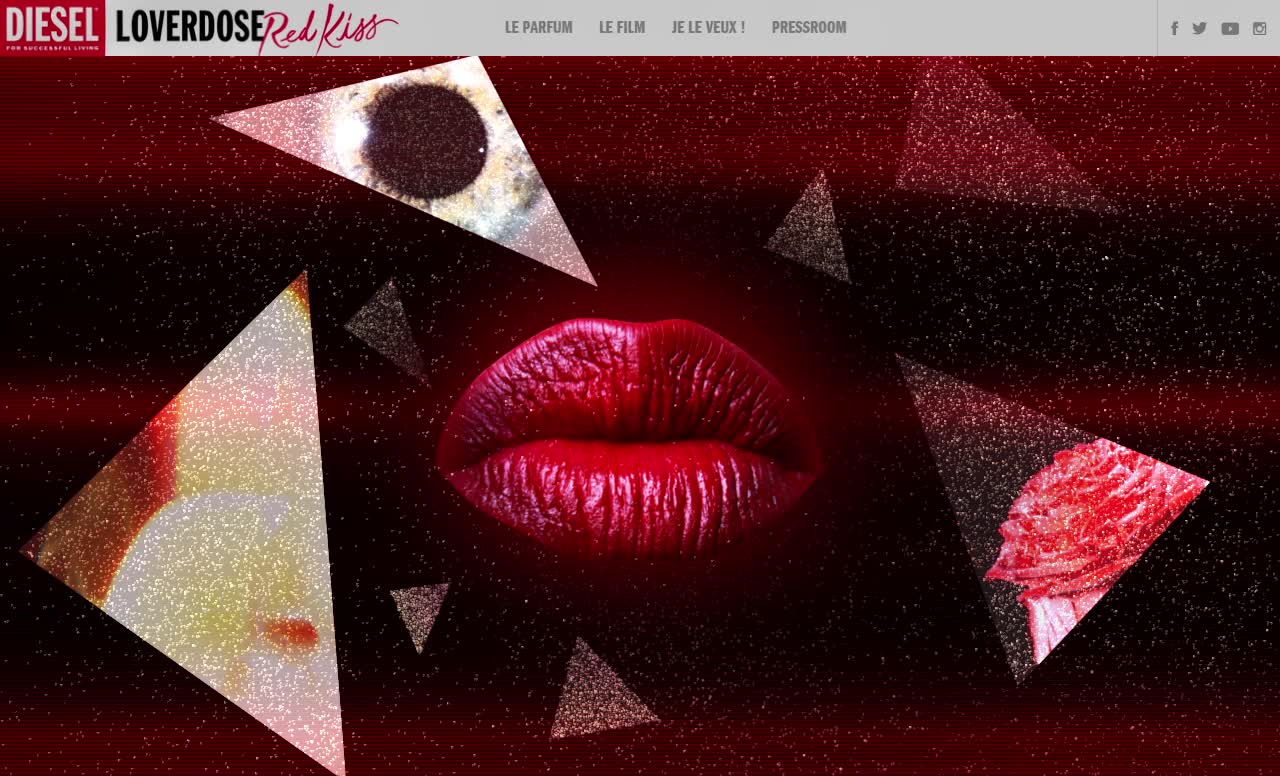 DIESEL
FOR SUCCESSFUL LIVING
LOVERDOSE Red Kiss
LE PARFUM LE FILM JE LE VEUX ! PRESSROOM